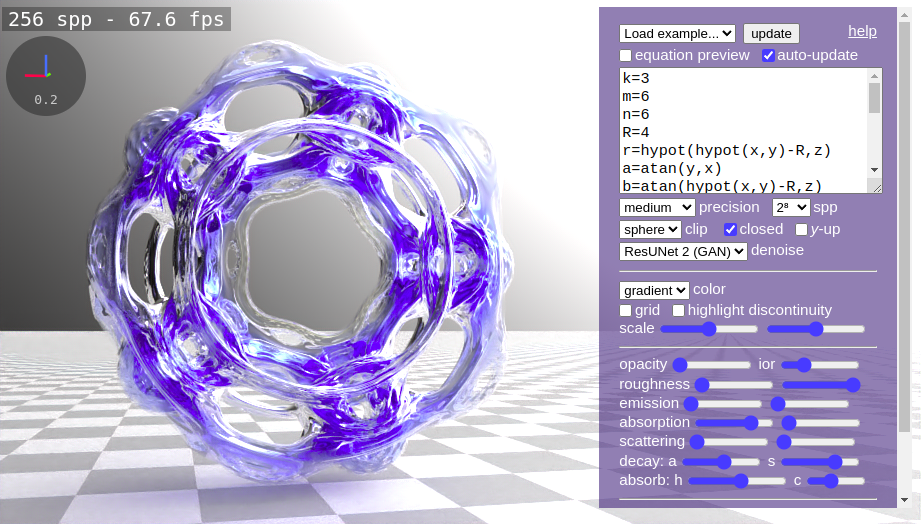 256 spp - 67.6 fps
0.2
Load example... update help
equation preview auto-update
k=3
m=6
n=6
R=4
r=hypot(hypot(x,y)-R,z)
a=atan(y,x)
b=atan(hypot(x,y)-R,z)
medium precision 2⁸ spp
sphere clip closed y-up
ResUNet 2 (GAN) denoise
gradient color
grid highlight discontinuity
scale
opacity ior
roughness
emission
absorption
scattering
decay: a s
absorb: h c